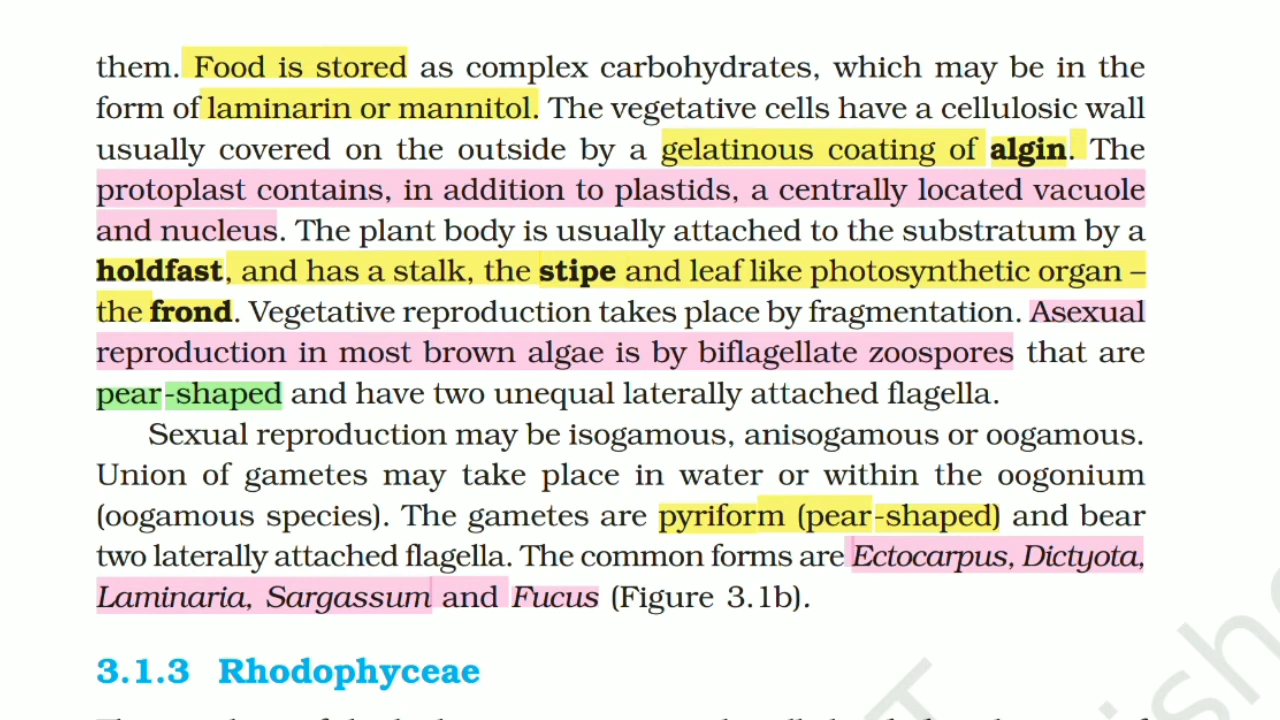 them. Food is stored as complex carbohydrates, which may be in the
form of laminarin or mannitol. The vegetative cells have a cellulosic wall
usually covered on the outside by a gelatinous coating of algin. The
protoplast contains, in addition to plastids, a centrally located vacuole
and nucleus. The plant body is usually attached to the substratum by a
holdfast, and has a stalk, the stipe and leaf like photosynthetic organ –
the frond. Vegetative reproduction takes place by fragmentation. Asexual
reproduction in most brown algae is by biflagellate zoospores that are
pear-shaped and have two unequal laterally attached flagella.
Sexual reproduction may be isogamous, anisogamous or oogamous.
Union of gametes may take place in water or within the oogonium
(oogamous species). The gametes are pyriform (pear-shaped) and bear
two laterally attached flagella. The common forms are Ectocarpus, Dictyota,
Laminaria, Sargassum and Fucus (Figure 3.1b).
3.1.3 Rhodophyceae